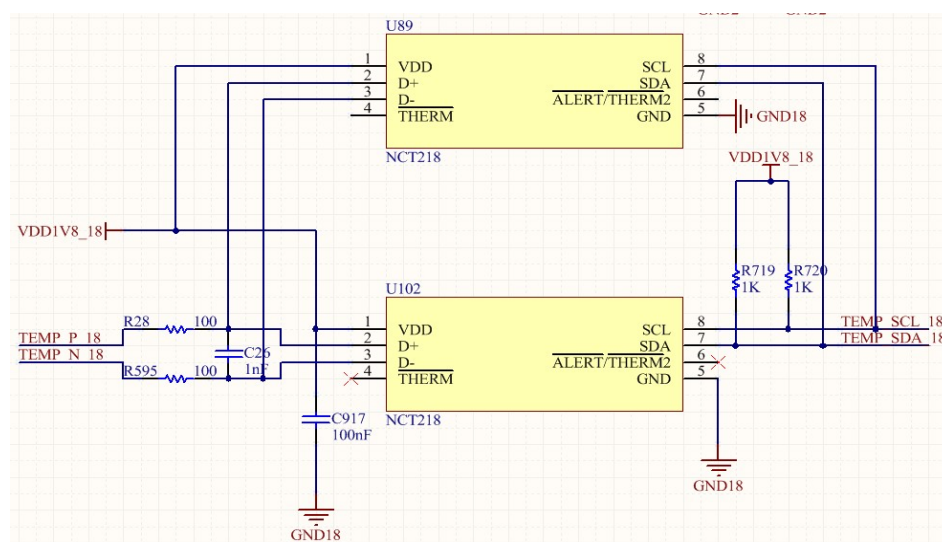 U89
1 VDD SCL 8
2 D+ SDA 7
3 D- ALERT/THERM2 6
4 THERM GND 5
GND18
NCT218
VDD1V8_18
VDD1V8_18
R719
1K
R720
1K
U102
1 VDD SCL 8
2 D+ SDA 7
3 D- ALERT/THERM2 6
4 THERM GND 5
NCT218
R28 100
TEMP_P_18
TEMP_N_18
R595 100
C26
1nF
TEMP_SCL_18
TEMP_SDA_18
C917
100nF
GND18
GND18